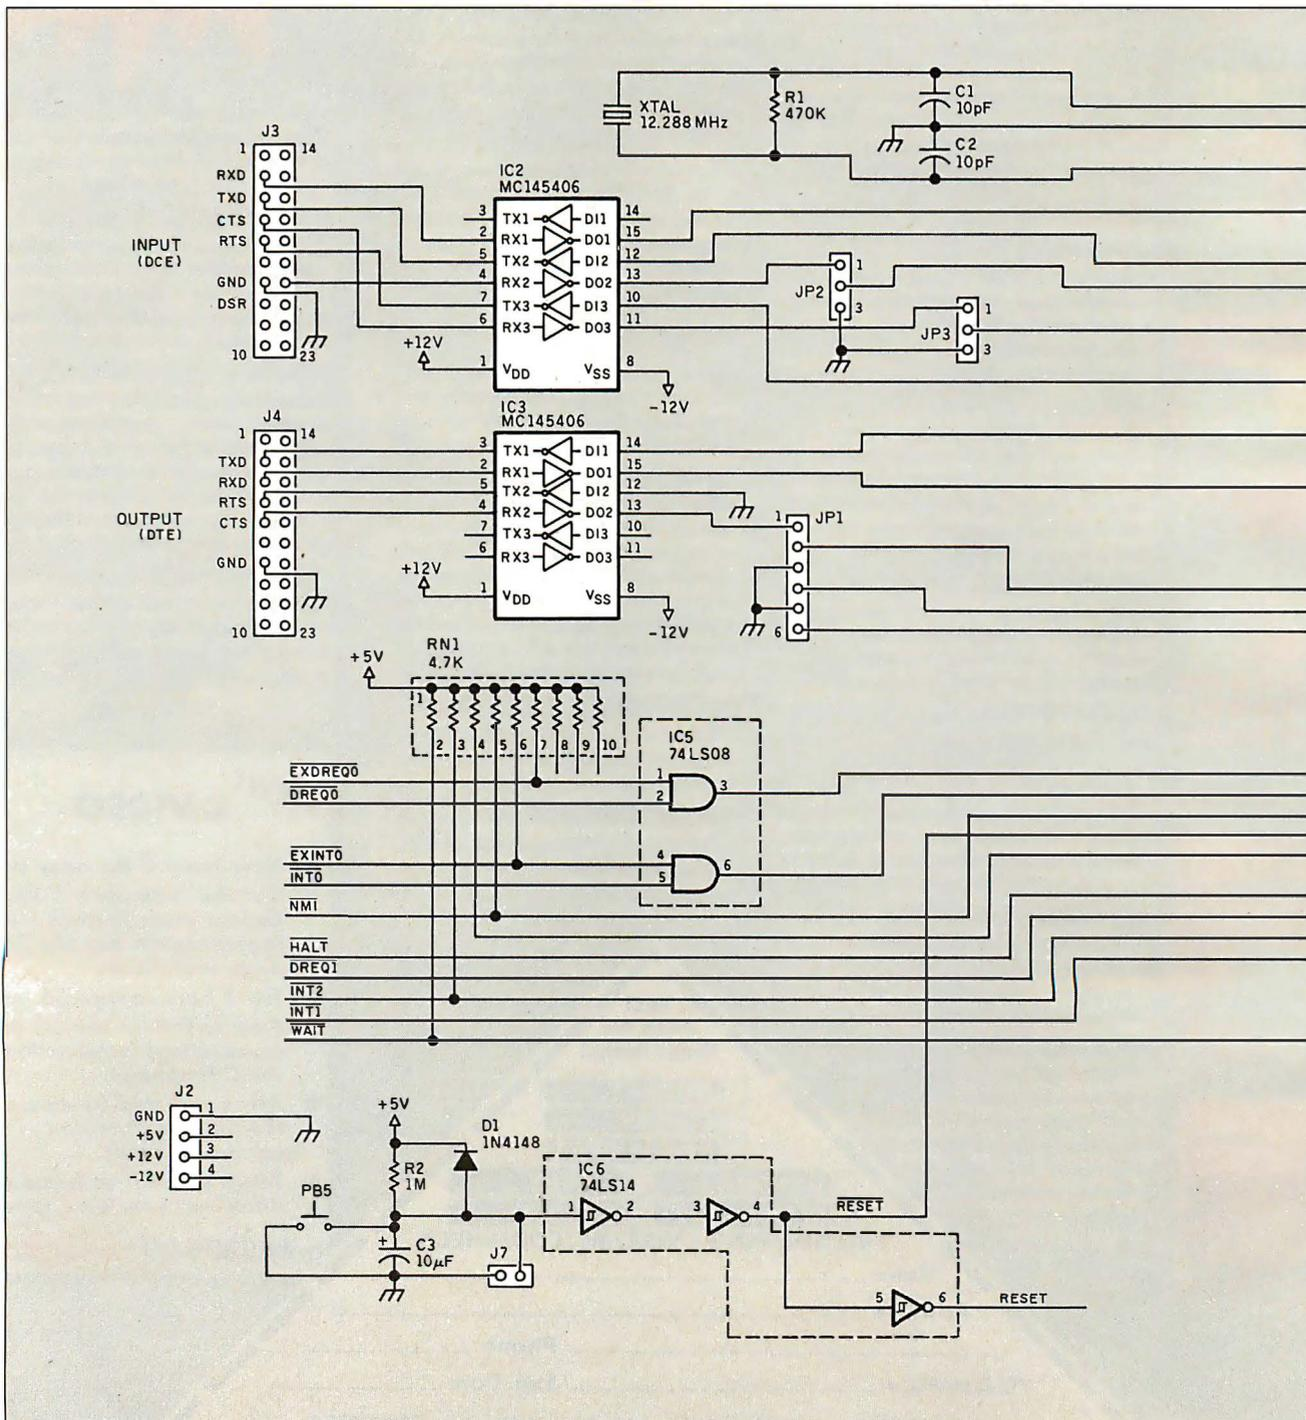 XTAL
12.288MHz
R1
470K
C1
10pF
C2
10pF
J3
1
14
RXD
TXD
CTS
RTS
GND
DSR
10
23
INPUT
(DCE)
IC2
MC145406
3 TX1 DI1 14
2 RX1 DO1 15
5 TX2 DI2 12
4 RX2 DO2 13
7 TX3 DI3 10
6 RX3 DO3 11
+12V
1 VDD VSS 8
-12V
JP2
1
3
JP3
1
3
J4
1
14
TXD
RXD
RTS
CTS
GND
10
23
OUTPUT
(DTE)
IC3
MC145406
3 TX1 DI1 14
2 RX1 DO1 15
5 TX2 DI2 12
4 RX2 DO2 13
7 TX3 DI3 10
6 RX3 DO3 11
+12V
1 VDD VSS 8
-12V
JP1
1
6
+5V
RN1
4.7K
1
2 3 4 5 6 7 8 9 10
IC5
74LS08
EXDREQ0
DREQ0
1
2
3
EXINT0
INT0
4
5
6
NMI
HALT
DREQ1
INT2
INT1
WAIT
J2
GND 1
+5V 2
+12V 3
-12V 4
+5V
D1
1N4148
R2
1M
PB5
+
C3
10μF
J7
IC6
74LS14
1 2 3 4
RESET
5 6
RESET